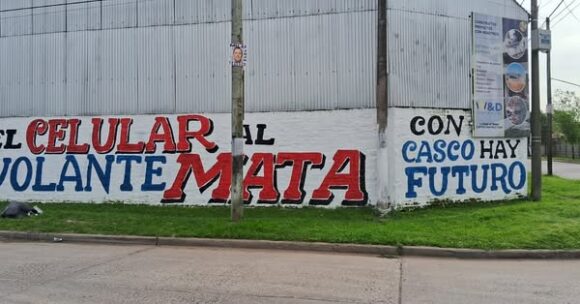 EL CELULAR AL
VOLANTE MATA
CON
CASCO HAY
FUTURO
W&D